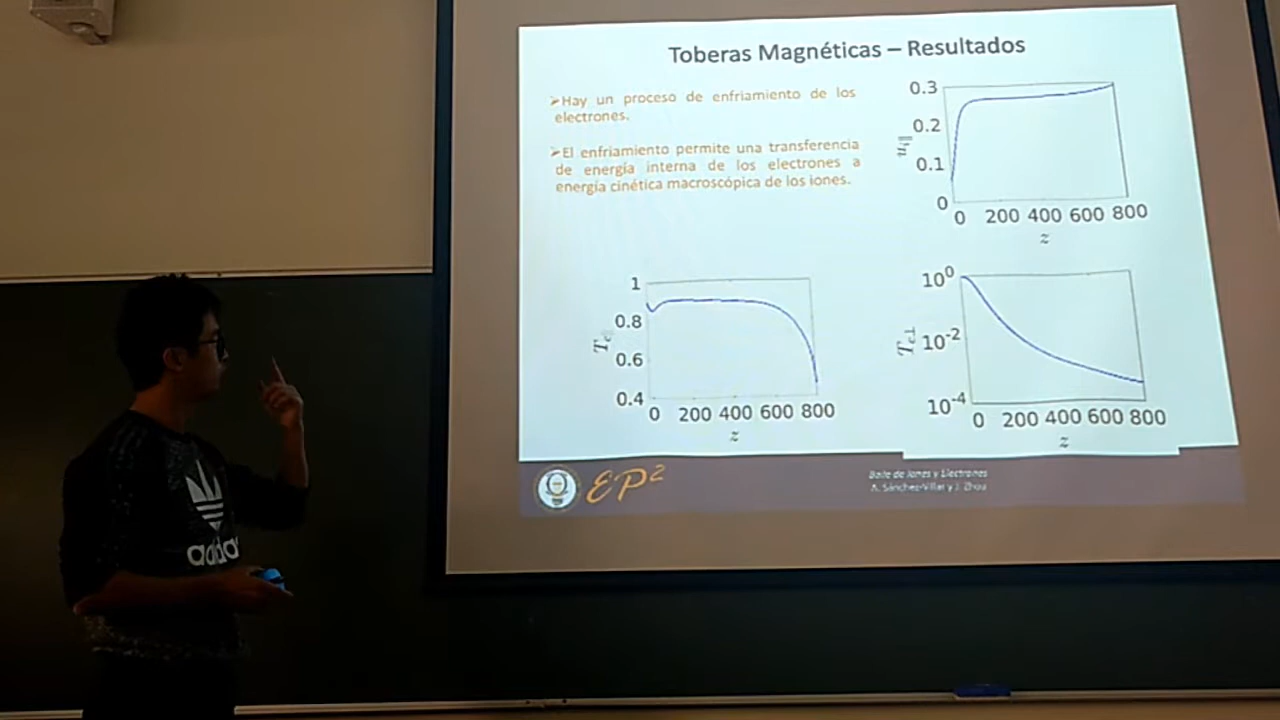 Toberas Magnéticas – Resultados
➢Hay un proceso de enfriamiento de los
electrones.
➢El enfriamiento permite una transferencia
de energía interna de los electrones a
energía cinética macroscópica de los iones.
0.3
0.2
0.1
0
0 200 400 600 800
z
1
0.8
0.6
0.4
0 200 400 600 800
z
10⁰
10⁻²
10⁻⁴
T_e⊥
0 200 400 600 800
z
EP²
Baile de Iones y Electrones
A. Sánchez-Villar y J. Zhou
adidas